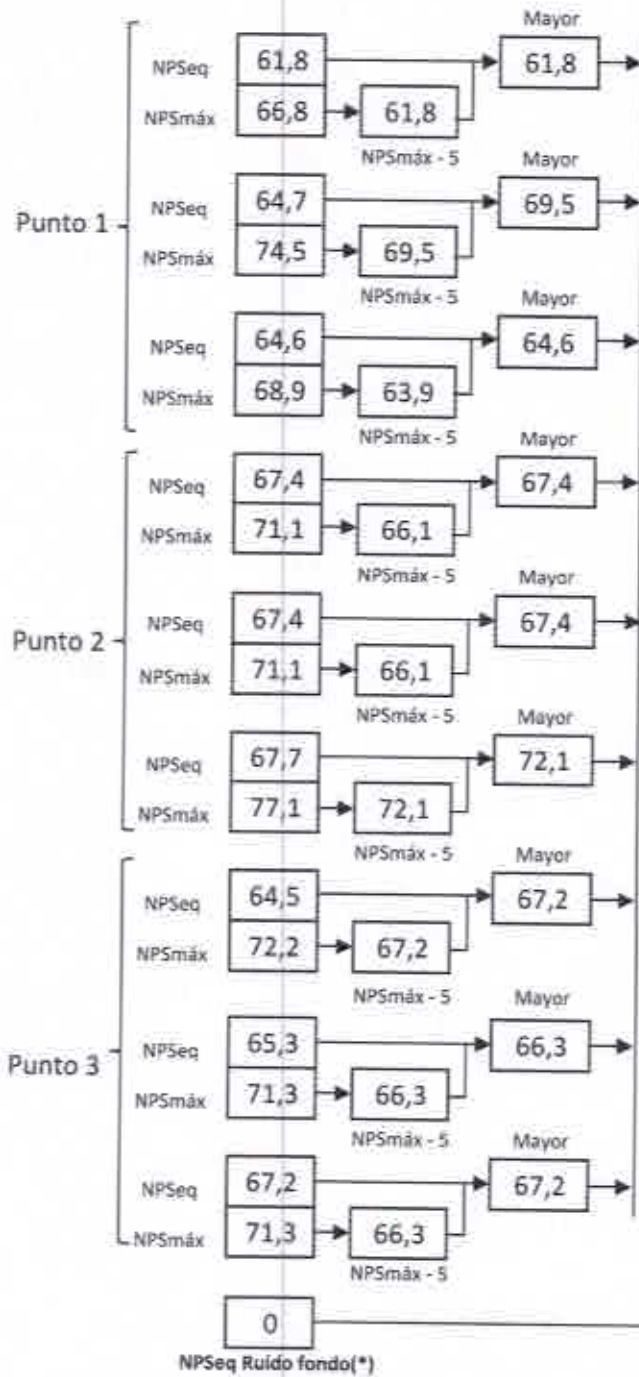 Mayor
NPSeq 61,8 61,8
NPSmáx 66,8 61,8
NPSmáx - 5
Mayor
Punto 1
NPSeq 64,7 69,5
NPSmáx 74,5 69,5
NPSmáx - 5
Mayor
NPSeq 64,6 64,6
NPSmáx 68,9 63,9
NPSmáx - 5
Mayor
NPSeq 67,4 67,4
NPSmáx 71,1 66,1
NPSmáx - 5
Mayor
Punto 2
NPSeq 67,4 67,4
NPSmáx 71,1 66,1
NPSmáx - 5
Mayor
NPSeq 67,7 72,1
NPSmáx 77,1 72,1
NPSmáx - 5
Mayor
NPSeq 64,5 67,2
NPSmáx 72,2 67,2
NPSmáx - 5
Mayor
Punto 3
NPSeq 65,3 66,3
NPSmáx 71,3 66,3
NPSmáx - 5
Mayor
NPSeq 67,2 67,2
NPSmáx 71,3 66,3
NPSmáx - 5
0
NPSeq Ruído fondo(*)